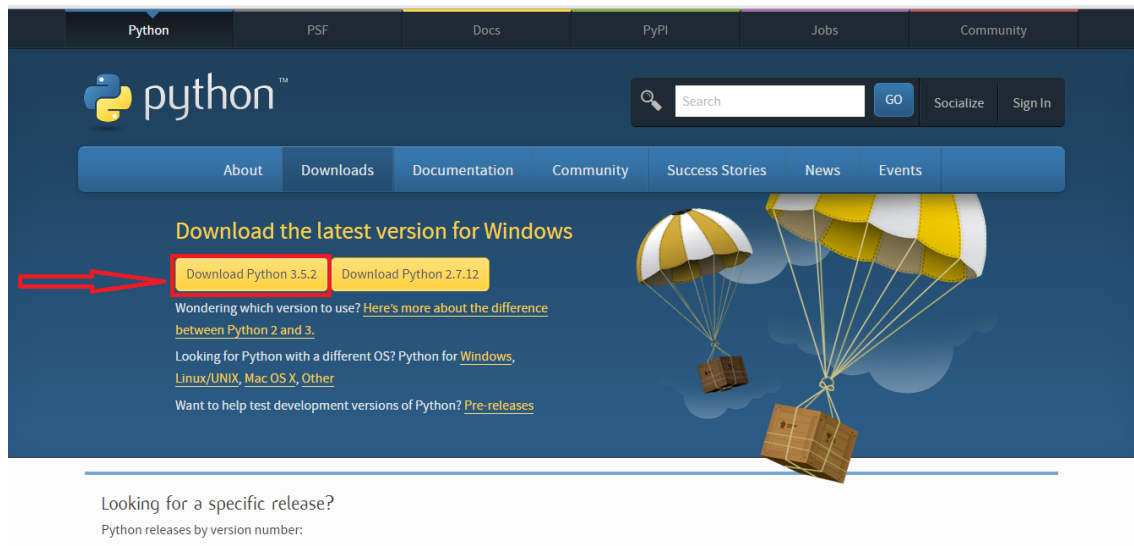 Python PSF Docs PyPI Jobs Community
python™
Search GO Socialize Sign In
About Downloads Documentation Community Success Stories News Events
Download the latest version for Windows
Download Python 3.5.2 Download Python 2.7.12
Wondering which version to use? Here's more about the difference
between Python 2 and 3.
Looking for Python with a different OS? Python for Windows,
Linux/UNIX, Mac OS X, Other
Want to help test development versions of Python? Pre-releases
Looking for a specific release?
Python releases by version number: